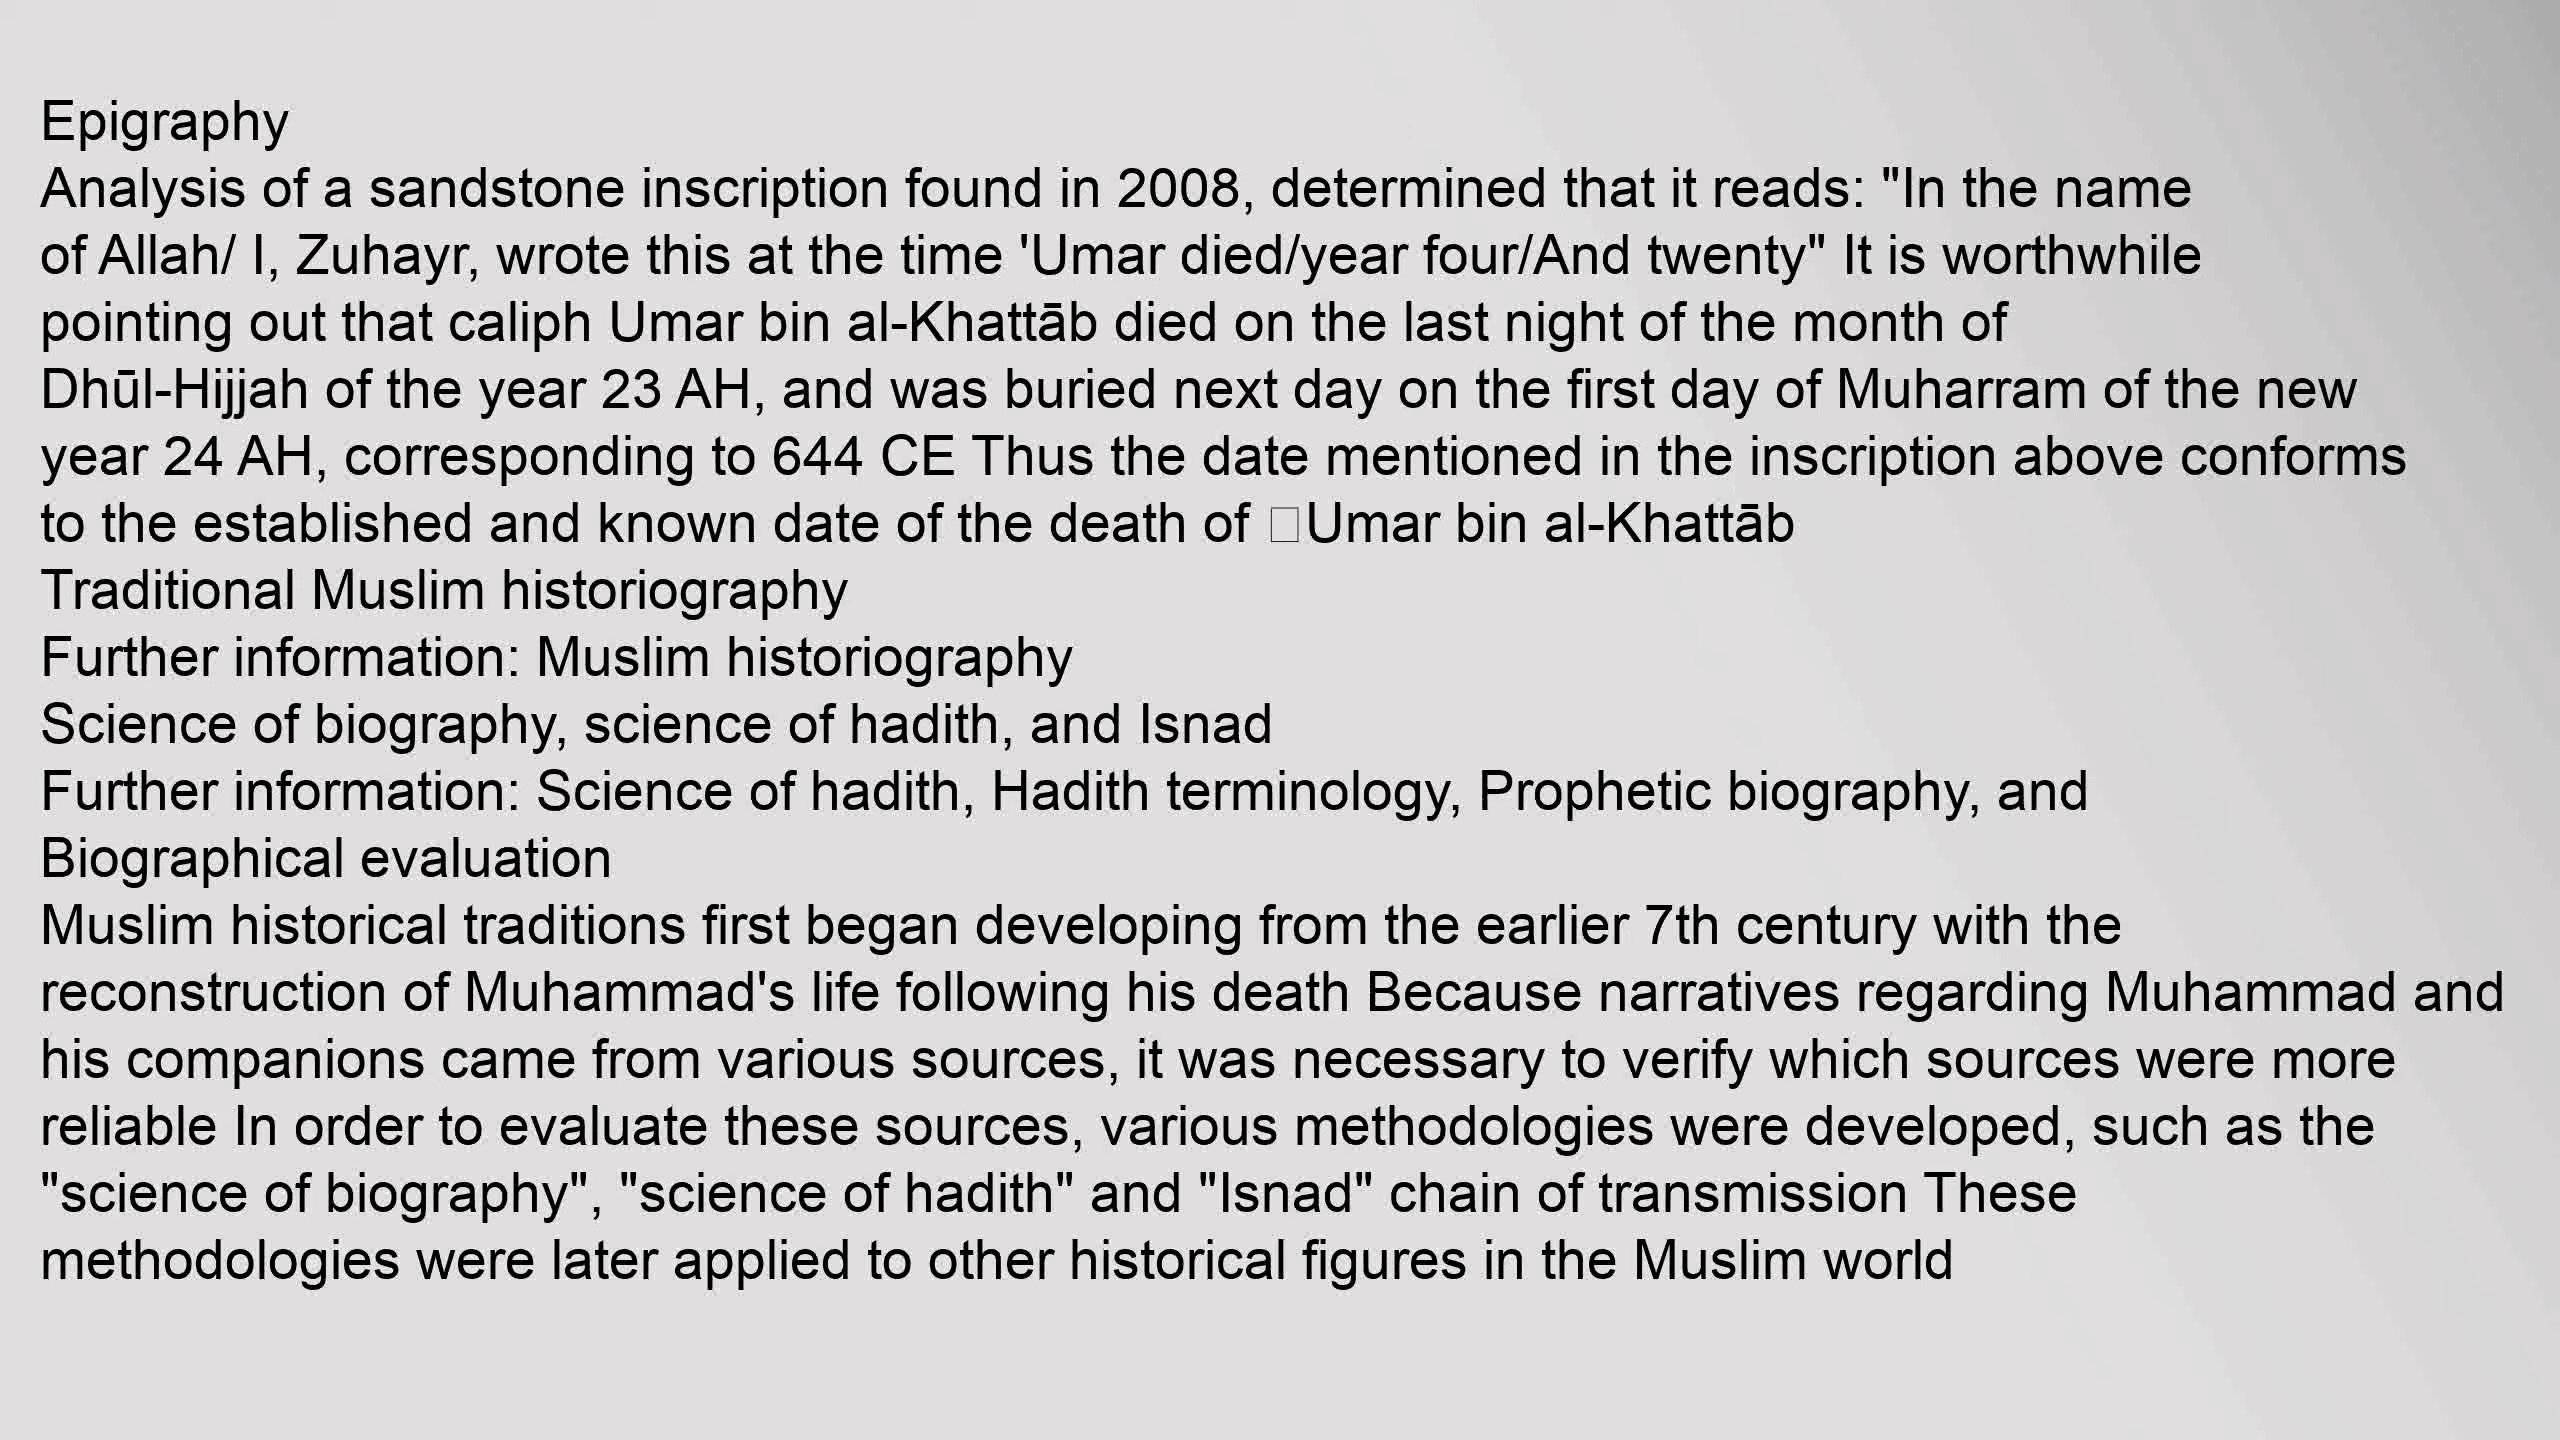 Epigraphy
Analysis of a sandstone inscription found in 2008, determined that it reads: "In the name
of Allah/ I, Zuhayr, wrote this at the time 'Umar died/year four/And twenty" It is worthwhile
pointing out that caliph Umar bin al-Khattāb died on the last night of the month of
Dhūl-Hijjah of the year 23 AH, and was buried next day on the first day of Muharram of the new
year 24 AH, corresponding to 644 CE Thus the date mentioned in the inscription above conforms
to the established and known date of the death of □Umar bin al-Khattāb
Traditional Muslim historiography
Further information: Muslim historiography
Science of biography, science of hadith, and Isnad
Further information: Science of hadith, Hadith terminology, Prophetic biography, and
Biographical evaluation
Muslim historical traditions first began developing from the earlier 7th century with the
reconstruction of Muhammad's life following his death Because narratives regarding Muhammad and
his companions came from various sources, it was necessary to verify which sources were more
reliable In order to evaluate these sources, various methodologies were developed, such as the
"science of biography", "science of hadith" and "Isnad" chain of transmission These
methodologies were later applied to other historical figures in the Muslim world